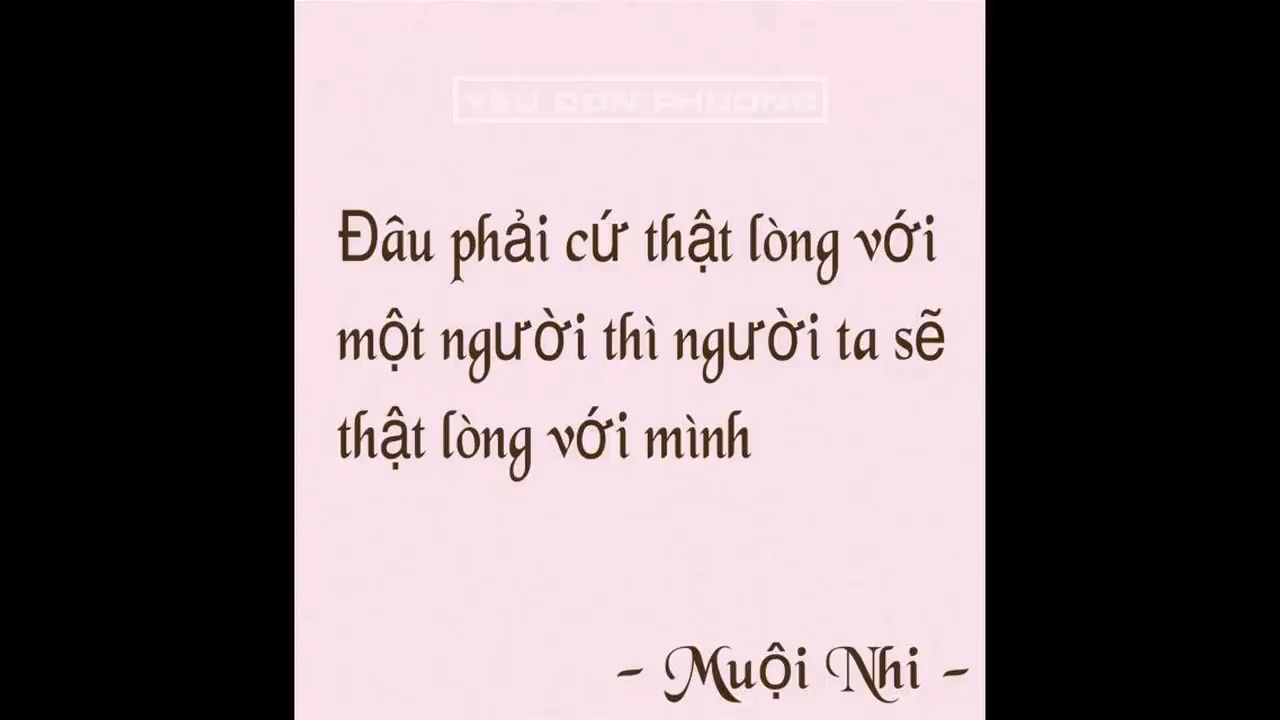 YÊU ĐƠN PHƯƠNG
Đâu phải cứ thật lòng với
một người thì người ta sẽ
thật lòng với mình
- Muội Nhi -